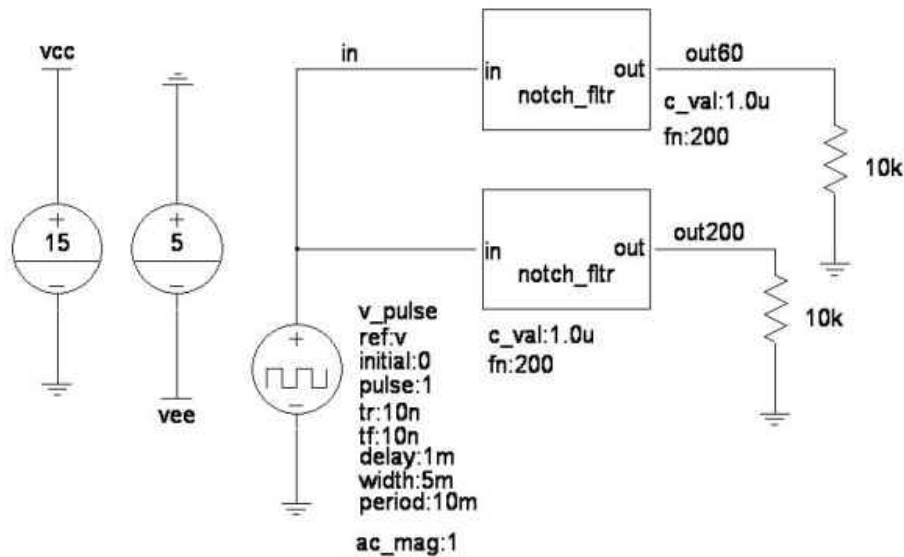 vcc
in
in
out
notch_fltr
out60
c_val:1.0u
fn:200
10k
15
5
in
out
notch_fltr
out200
c_val:1.0u
fn:200
10k
vee
v_pulse
ref:v
initial:0
pulse:1
tr:10n
tf:10n
delay:1m
width:5m
period:10m
ac_mag:1